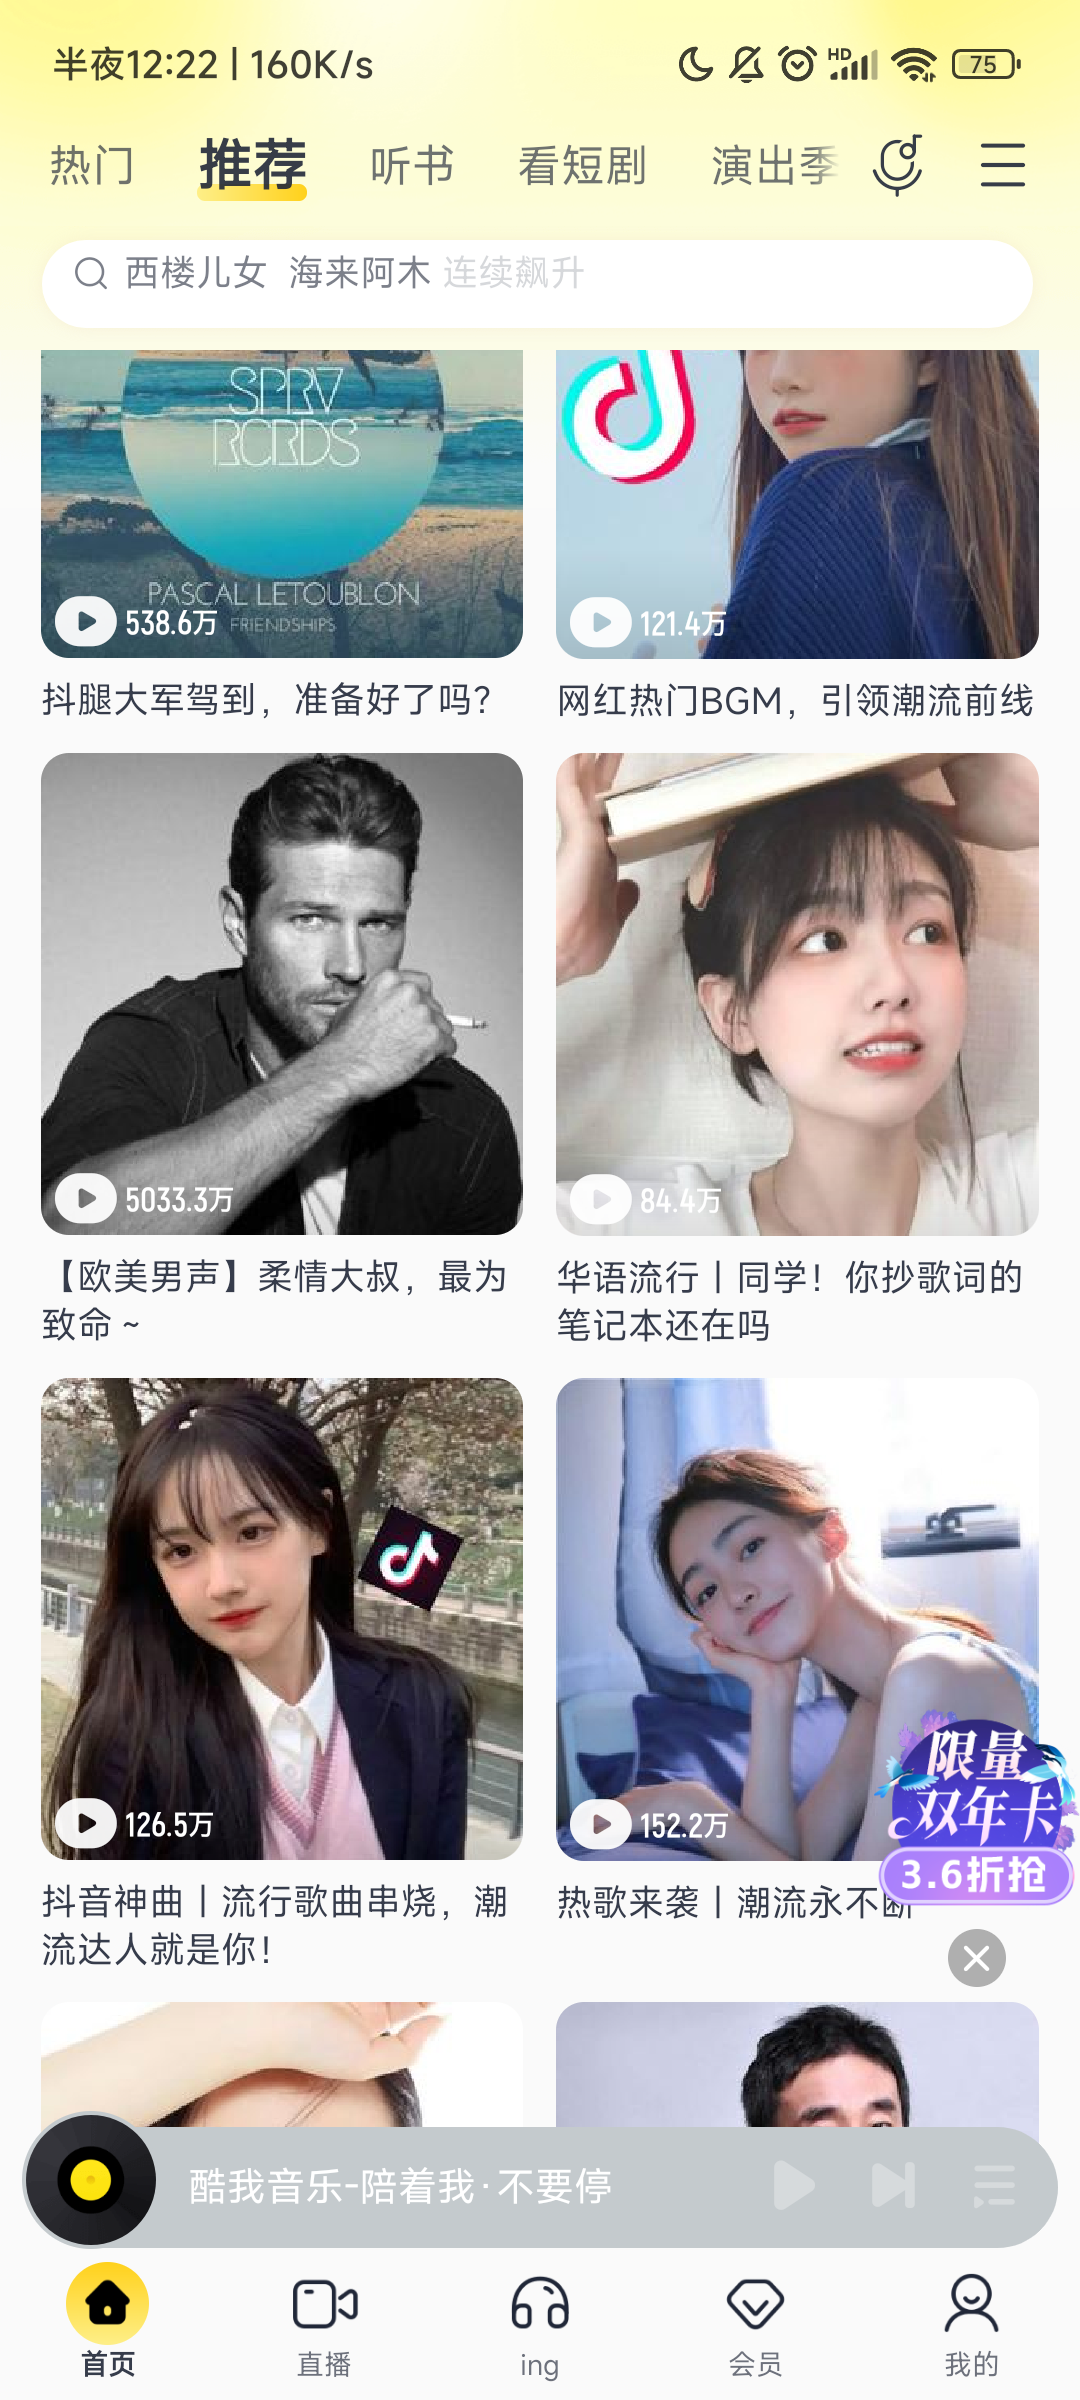 半夜12:22 | 160K/s
HD
75
热门 推荐 听书 看短剧 演出季
西楼儿女 海来阿木 连续飙升
SPRV
RCRDS
PASCAL LETOUBLON
FRIENDSHIPS
538.6万
121.4万
抖腿大军驾到，准备好了吗？
网红热门BGM，引领潮流前线
5033.3万
84.4万
【欧美男声】柔情大叔，最为
致命 ~
华语流行丨同学！你抄歌词的
笔记本还在吗
126.5万
152.2万
限量
双年卡
3.6折抢
抖音神曲丨流行歌曲串烧，潮
流达人就是你！
热歌来袭丨潮流永不断
酷我音乐-陪着我·不要停
首页 直播 ing 会员 我的